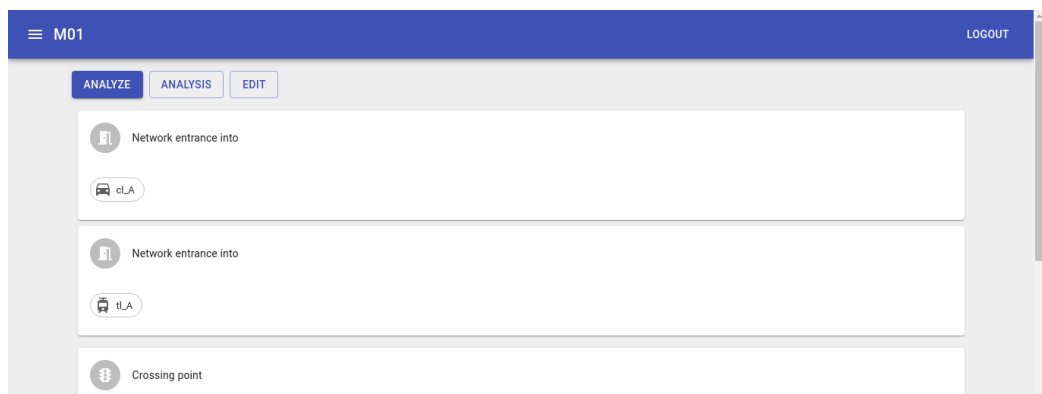 M01 LOGOUT
ANALYZE ANALYSIS EDIT
Network entrance into
cl_A
Network entrance into
tl_A
Crossing point